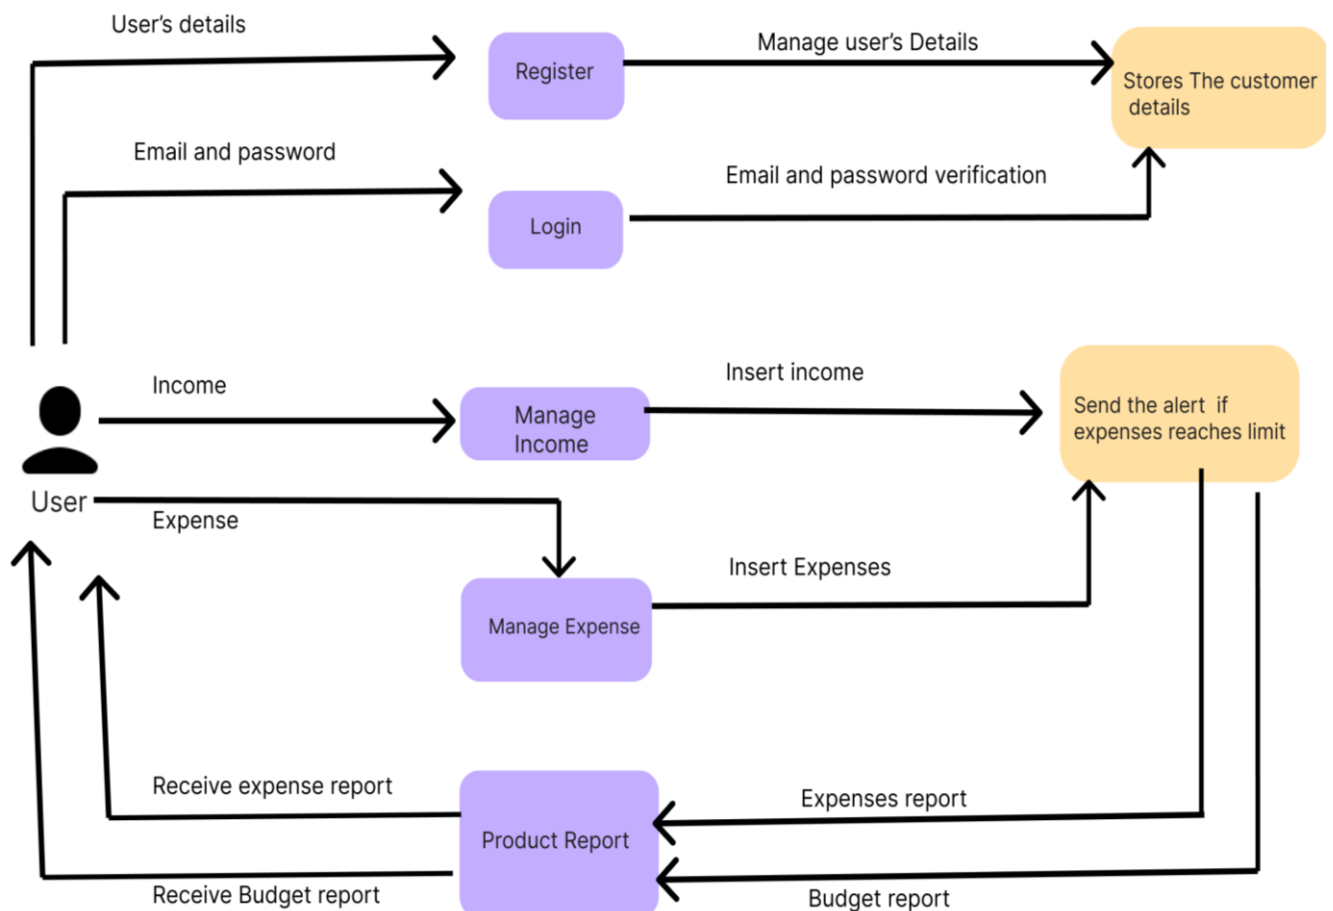 User's details
Register
Manage user's Details
Stores The customer
details
Email and password
Login
Email and password verification
Income
Manage
Income
Insert income
Send the alert if
expenses reaches limit
User
Expense
Manage Expense
Insert Expenses
Receive expense report
Product Report
Expenses report
Receive Budget report
Budget report